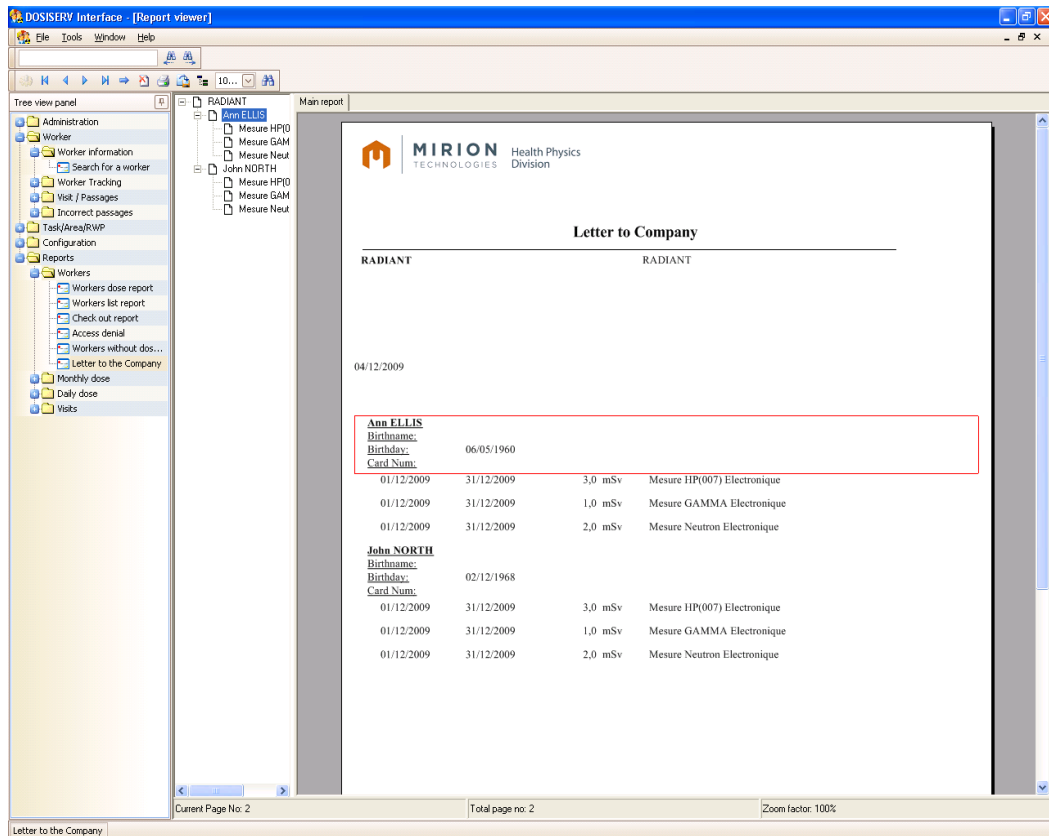 DOSISERV Interface - [Report viewer]
File Tools Window Help
10...
Tree view panel
Administration
Worker
Worker information
Search for a worker
Worker Tracking
Visit / Passages
Incorrect passages
Task/Area/RWP
Configuration
Reports
Workers
Workers dose report
Workers list report
Check out report
Access denial
Workers without dos...
Letter to the Company
Monthly dose
Daily dose
Visits
RADIANT
Ann ELLIS
Mesure HP(0
Mesure GAM
Mesure Neut
John NORTH
Mesure HP(0
Mesure GAM
Mesure Neut
Main report
MIRION Health Physics
TECHNOLOGIES Division
Letter to Company
RADIANT RADIANT
04/12/2009
Ann ELLIS
Birthname:
Birthday: 06/05/1960
Card Num:
01/12/2009 31/12/2009 3,0 mSv Mesure HP(007) Electronique
01/12/2009 31/12/2009 1,0 mSv Mesure GAMMA Electronique
01/12/2009 31/12/2009 2,0 mSv Mesure Neutron Electronique
John NORTH
Birthname:
Birthday: 02/12/1968
Card Num:
01/12/2009 31/12/2009 3,0 mSv Mesure HP(007) Electronique
01/12/2009 31/12/2009 1,0 mSv Mesure GAMMA Electronique
01/12/2009 31/12/2009 2,0 mSv Mesure Neutron Electronique
Current Page No: 2 Total page no: 2 Zoom factor: 100%
Letter to the Company